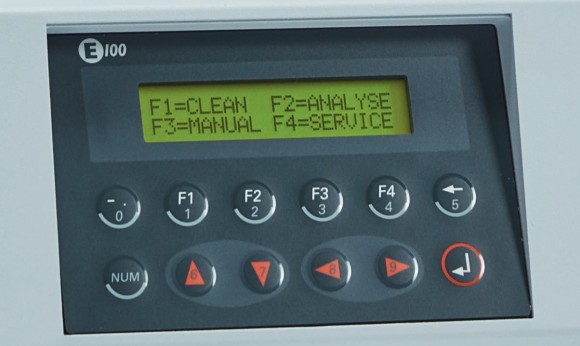 E100
F1=CLEAN F2=ANALYSE
F3=MANUAL F4=SERVICE
- . F1 F2 F3 F4 ←
0 1 2 3 4 5
NUM 6 7 8 9 ↵